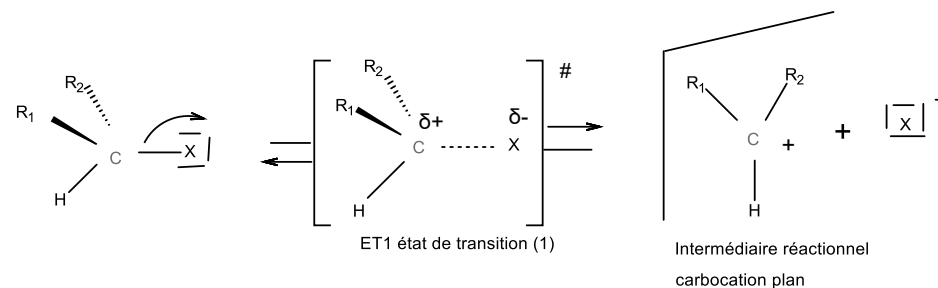 R₁ R₂ C X H
R₂ R₁ δ+ C δ- X H #
R₁ R₂ C + H + X -
ET1 état de transition (1)
Intermédiaire réactionnel
carbocation plan